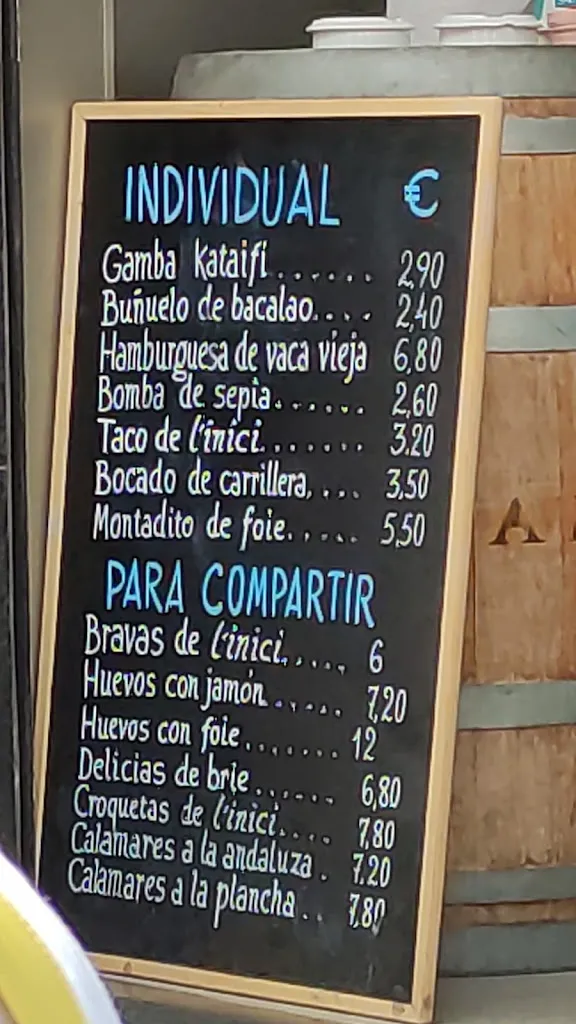 INDIVIDUAL €
Gamba kataifi...... 2,90
Buñuelo de bacalao.... 2,40
Hamburguesa de vaca vieja 6,80
Bomba de sepia...... 2,60
Taco de l'inici....... 3.20
Bocado de carrillera.... 3,50
Montadito de foie..... 5,50
PARA COMPARTIR
Bravas de l'inici..... 6
Huevos con jamón...... 7,20
Huevos con foie....... 12
Delicias de brie...... 6,80
Croquetas de l'inici.... 7,80
Calamares a la andaluza. 7.20
Calamares a la plancha.. 7,80